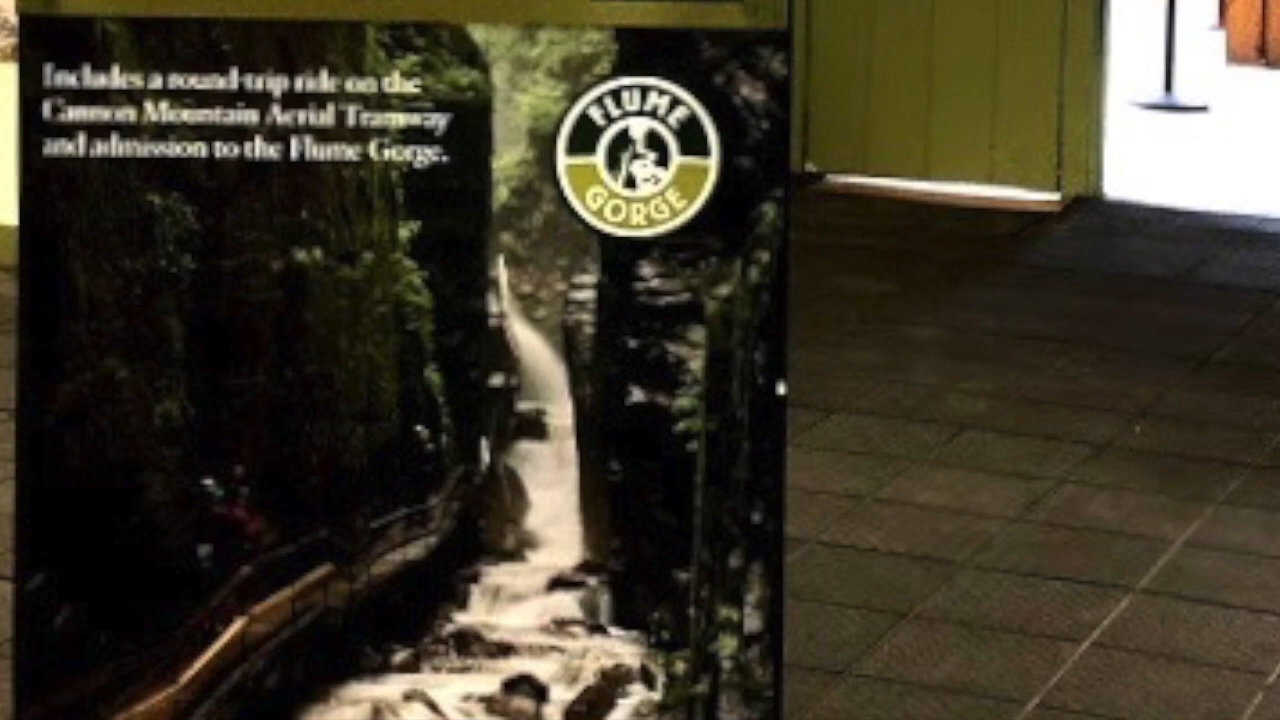 Includes a round-trip ride on the
Cannon Mountain Aerial Tramway
and admission to the Flume Gorge.
FLUME
GORGE